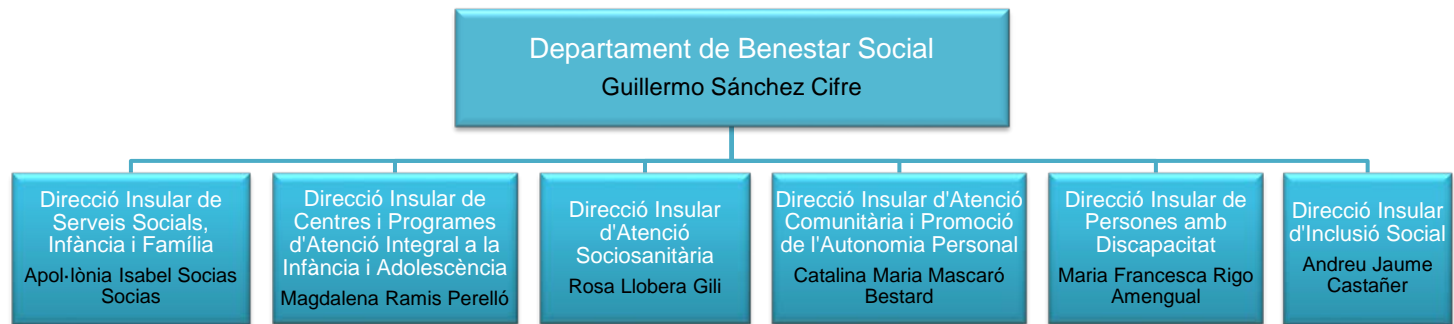 Departament de Benestar Social
Guillermo Sánchez Cifre
Direcció Insular de
Serveis Socials,
Infància i Família
Apol·lònia Isabel Socias
Socias
Direcció Insular de
Centres i Programes
d'Atenció Integral a la
Infància i Adolescència
Magdalena Ramis Perelló
Direcció Insular
d'Atenció
Sociosanitària
Rosa Llobera Gili
Direcció Insular d'Atenció
Comunitària i Promoció
de l'Autonomia Personal
Catalina Maria Mascaró
Bestard
Direcció Insular de
Persones amb
Discapacitat
Maria Francesca Rigo
Amengual
Direcció Insular
d'Inclusió Social
Andreu Jaume
Castañer